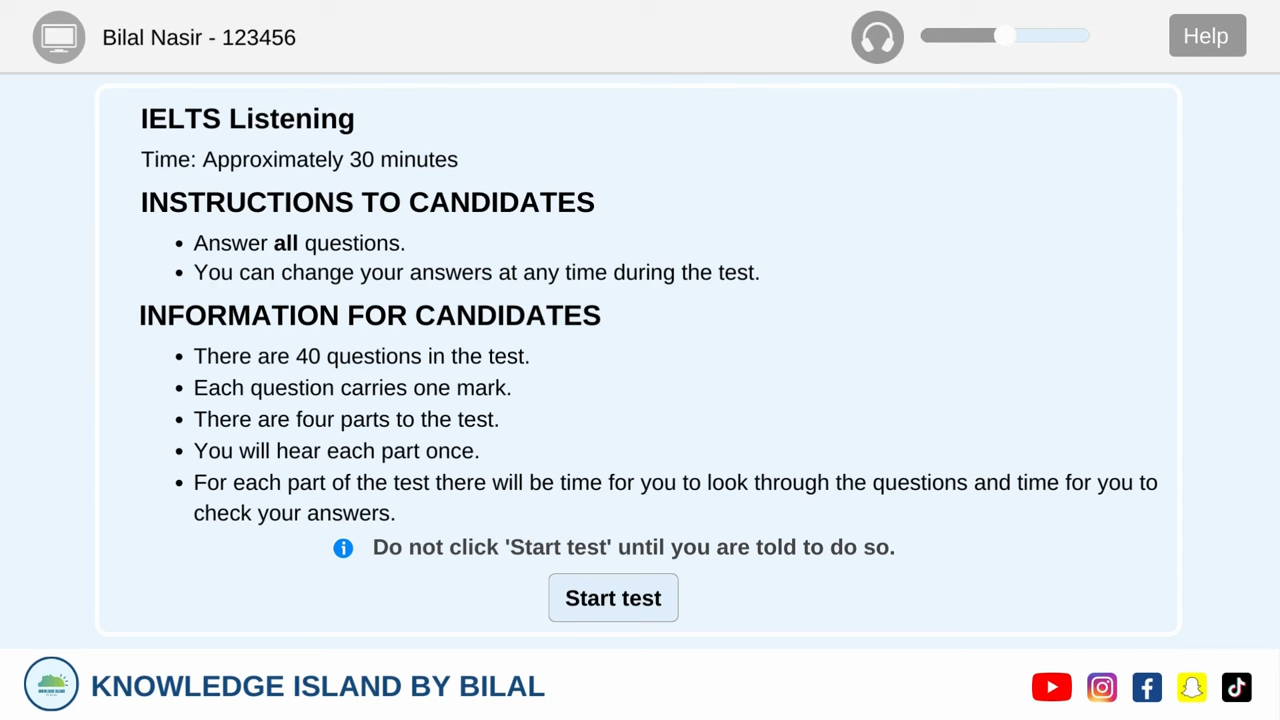 Bilal Nasir - 123456
Help
IELTS Listening
Time: Approximately 30 minutes
INSTRUCTIONS TO CANDIDATES
• Answer all questions.
• You can change your answers at any time during the test.
INFORMATION FOR CANDIDATES
• There are 40 questions in the test.
• Each question carries one mark.
• There are four parts to the test.
• You will hear each part once.
• For each part of the test there will be time for you to look through the questions and time for you to
check your answers.
Do not click 'Start test' until you are told to do so.
Start test
KNOWLEDGE ISLAND BY BILAL